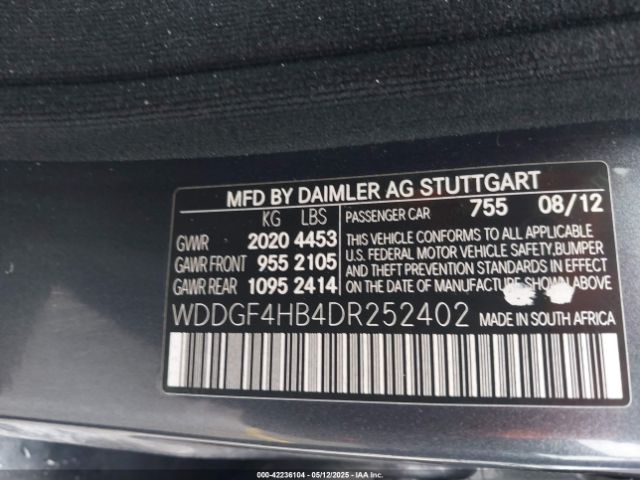 MFD BY DAIMLER AG STUTTGART
KG LBS
GVWR 2020 4453
GAWR FRONT 955 2105
GAWR REAR 1095 2414
PASSENGER CAR 755 08/12
THIS VEHICLE CONFORMS TO ALL APPLICABLE
U.S. FEDERAL MOTOR VEHICLE SAFETY,BUMPER
AND THEFT PREVENTION STANDARDS IN EFFECT
ON THE DATE OF MANUFACTURE SHOWN ABOVE
WDDGF4HB4DR252402 MADE IN SOUTH AFRICA
000-42236104 - 05/12/2025 - IAAI.COM